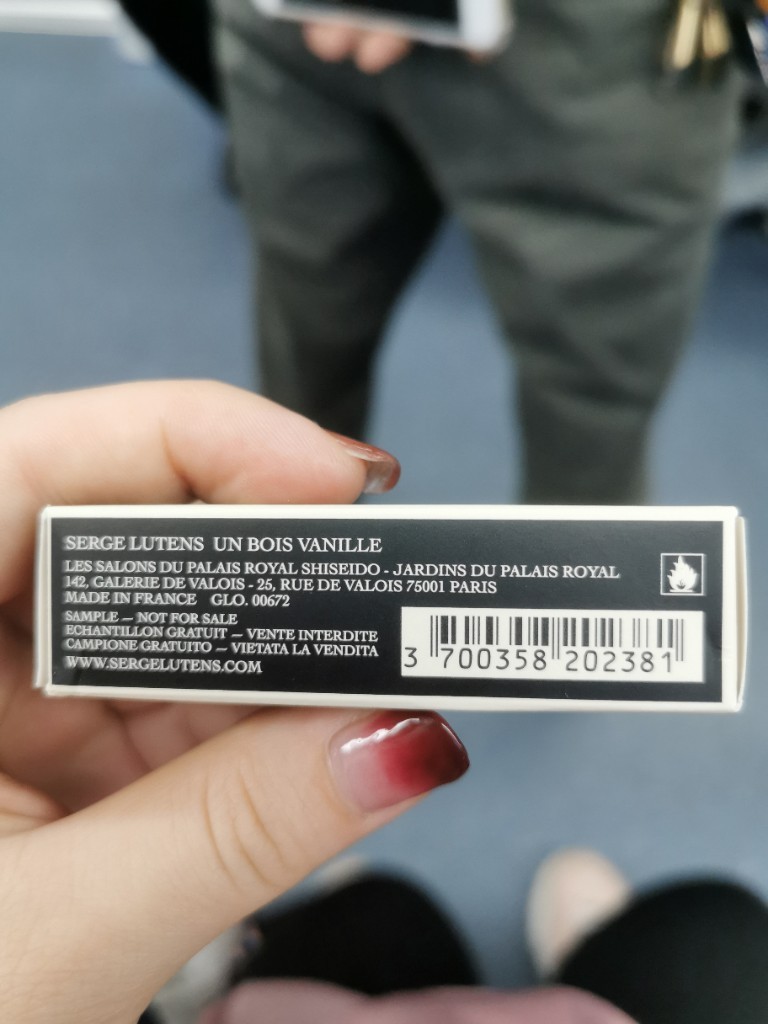 SERGE LUTENS UN BOIS VANILLE
LES SALONS DU PALAIS ROYAL SHISEIDO - JARDINS DU PALAIS ROYAL
142, GALERIE DE VALOIS - 25, RUE DE VALOIS 75001 PARIS
MADE IN FRANCE GLO. 00672
SAMPLE – NOT FOR SALE
ECHANTILLON GRATUIT – VENTE INTERDITE
CAMPIONE GRATUITO – VIETATA LA VENDITA
WWW.SERGELUTENS.COM
3 700358 202381